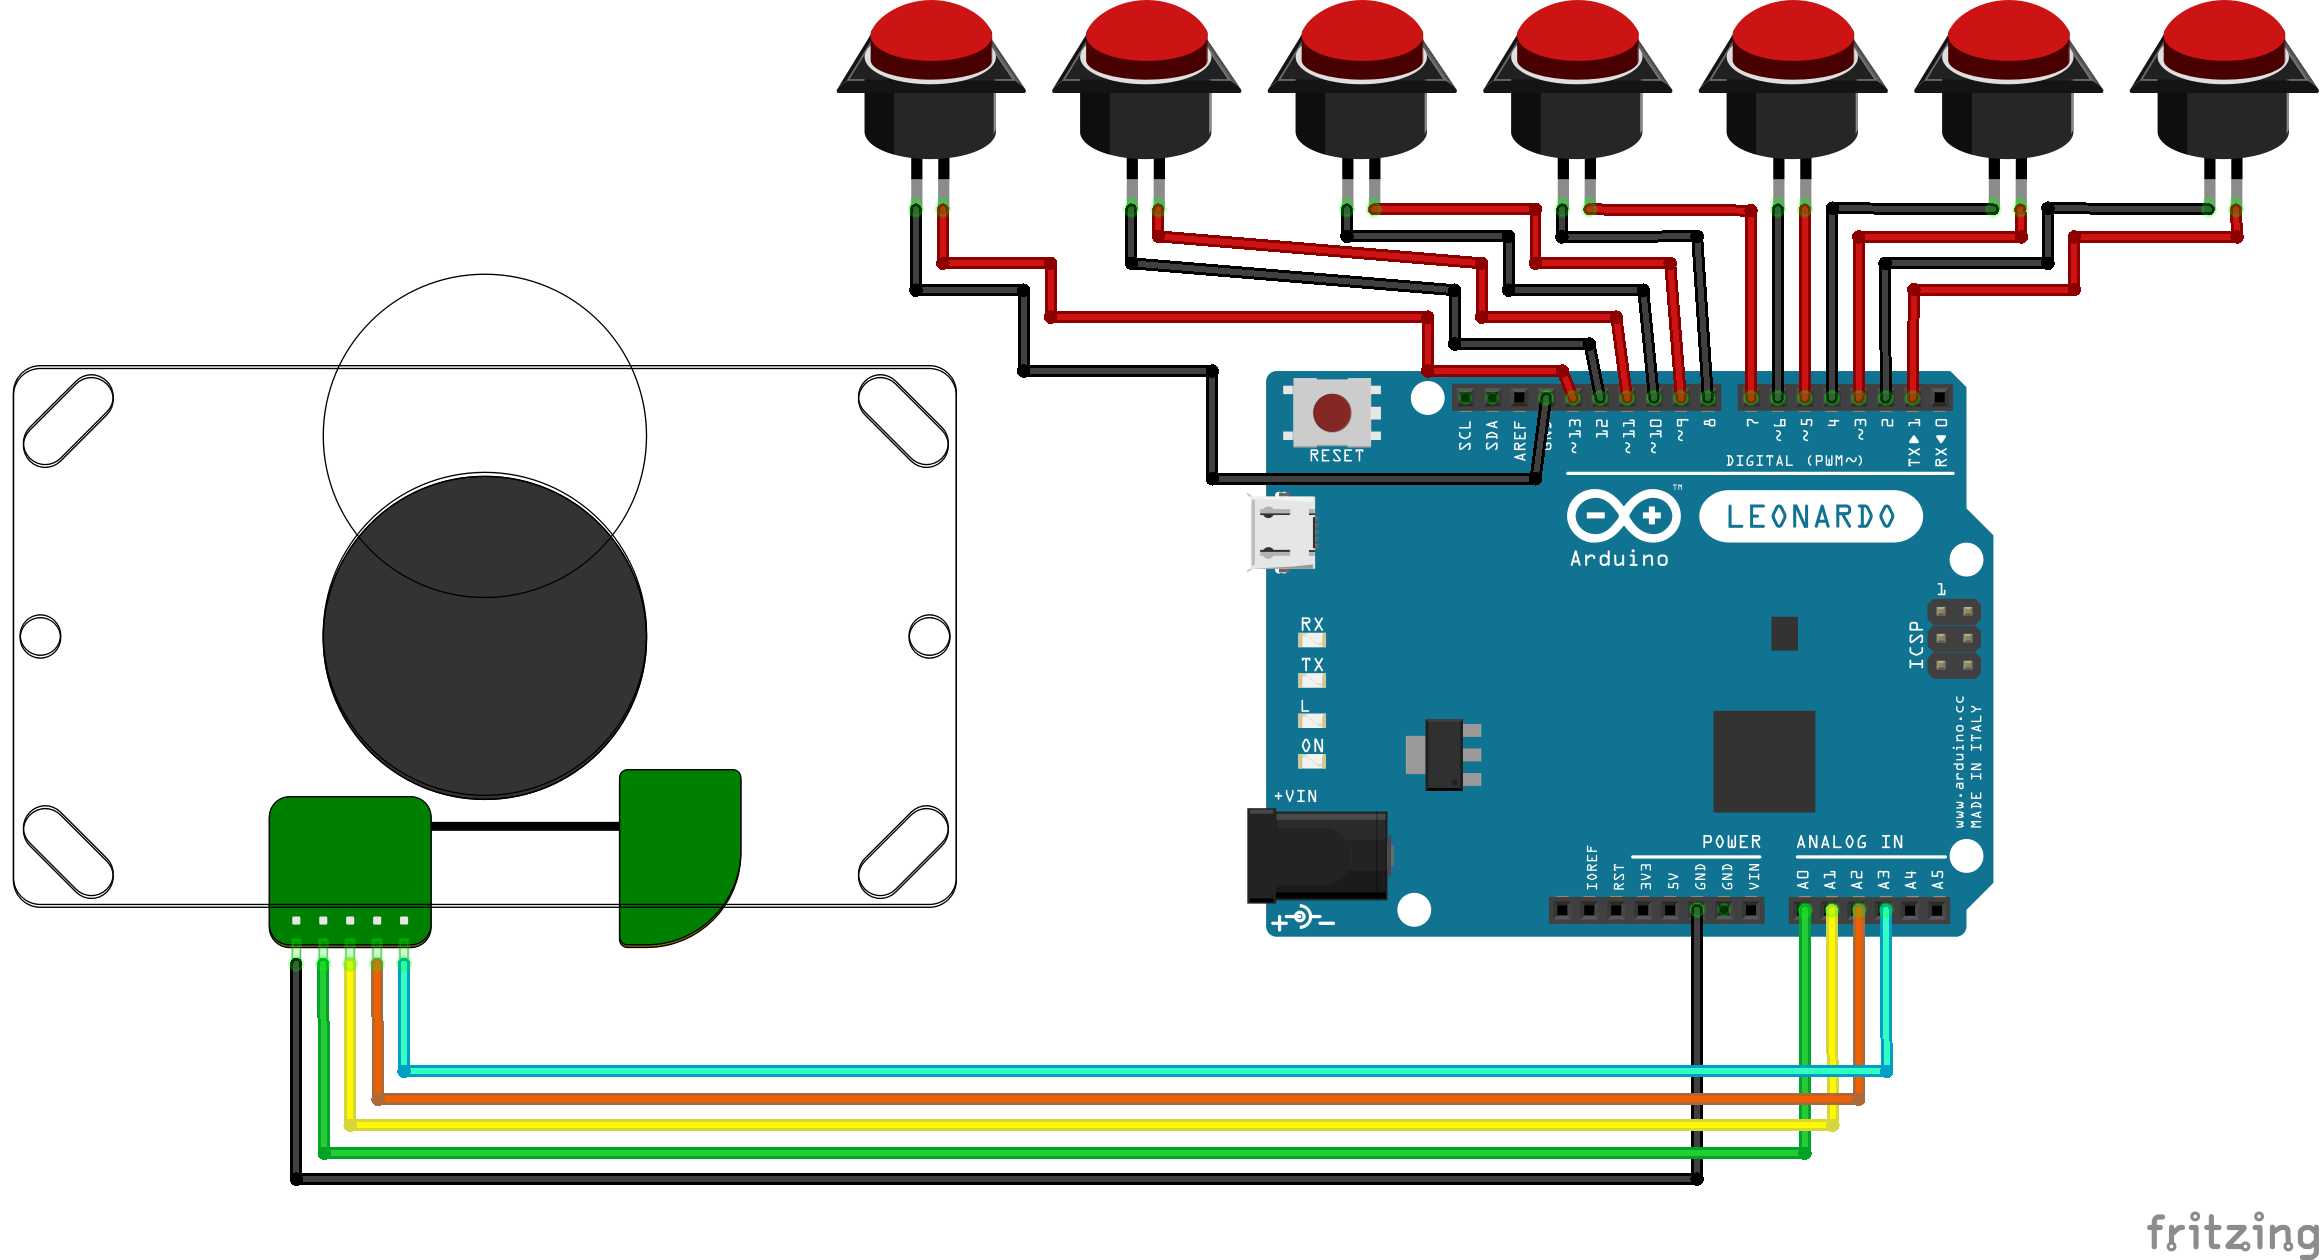 RESET
SCL
SDA
AREF
~13
12
~11
~10
~9
8
7
~6
~5
4
~3
2
TX▶1
RX◀0
DIGITAL (PWM~)
TM
LEONARDO
Arduino
1
ICSP
RX
TX
L
ON
+VIN
www.arduino.cc
MADE IN ITALY
POWER
ANALOG IN
IOREF
RST
3V3
5V
GND
GND
VIN
A0
A1
A2
A3
A4
A5
fritzing